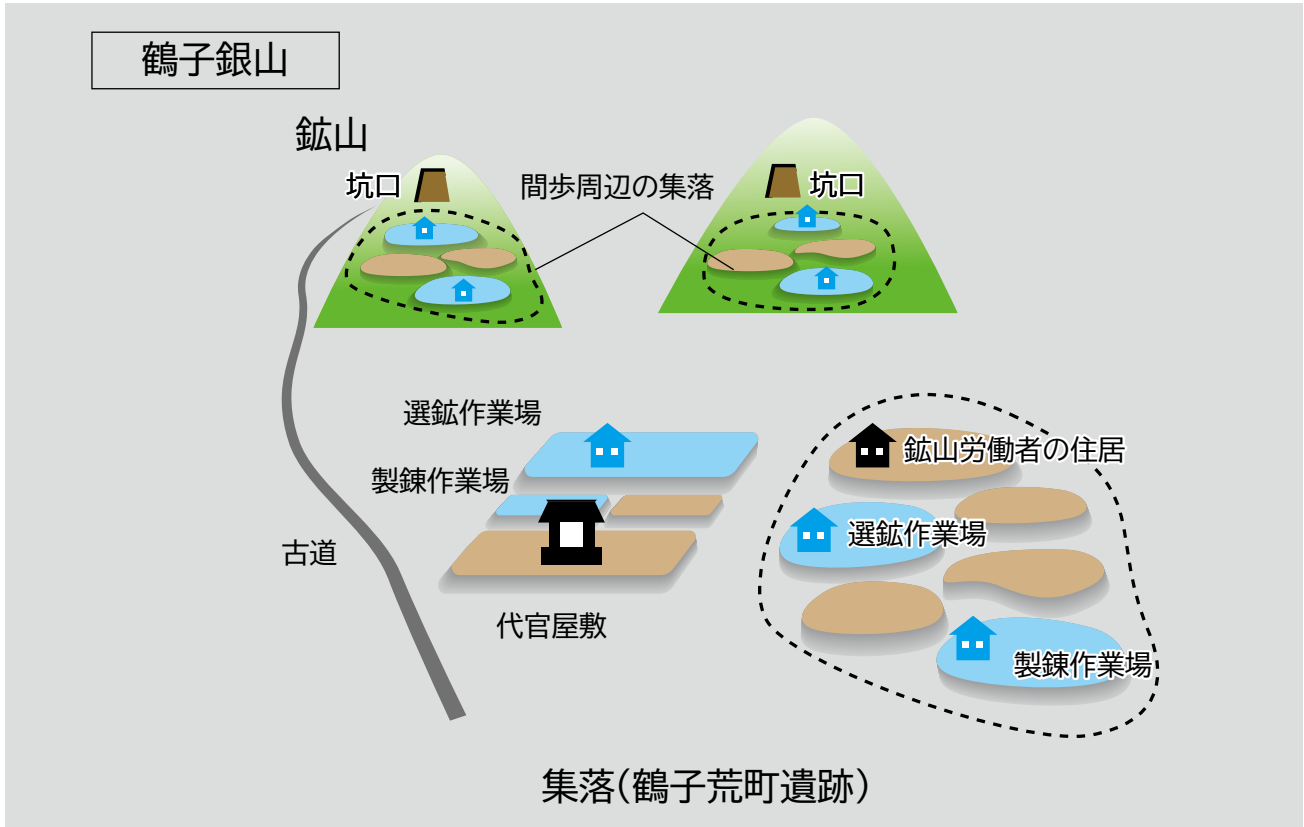 鶴子銀山
鉱山
坑口
間歩周辺の集落
坑口
選鉱作業場
製錬作業場
古道
代官屋敷
鉱山労働者の住居
選鉱作業場
製錬作業場
集落(鶴子荒町遺跡)